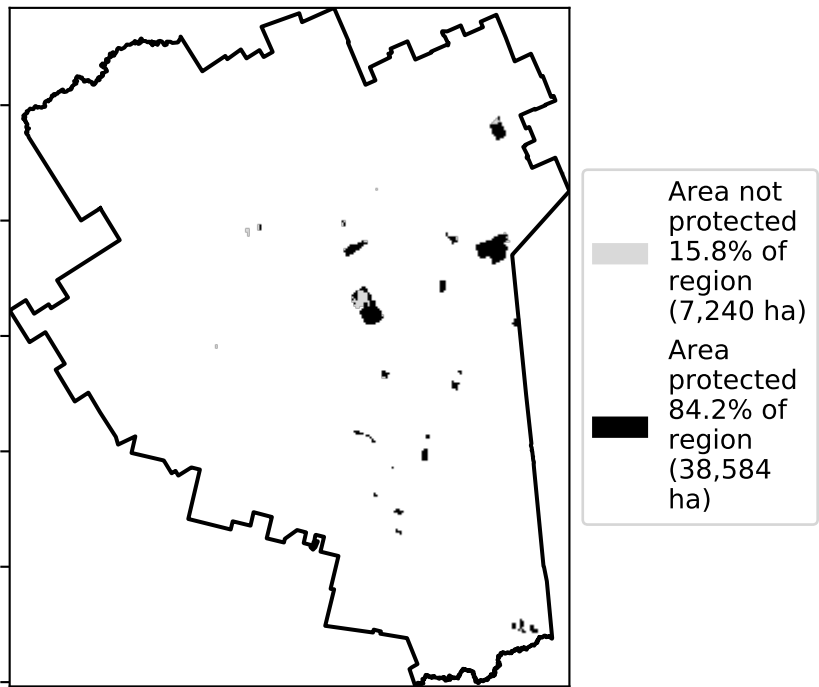 Area not
protected
15.8% of
region
(7,240 ha)
Area
protected
84.2% of
region
(38,584
ha)